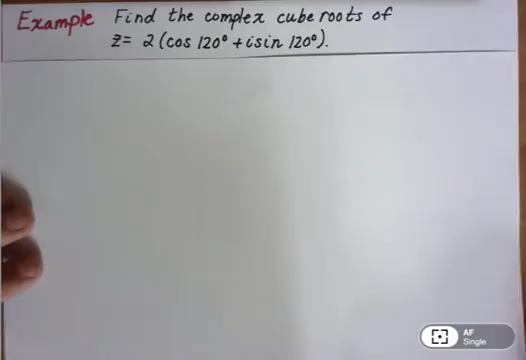 Example Find the complex cube roots of
z= 2 (cos 120° + i sin 120°).
AF
Single